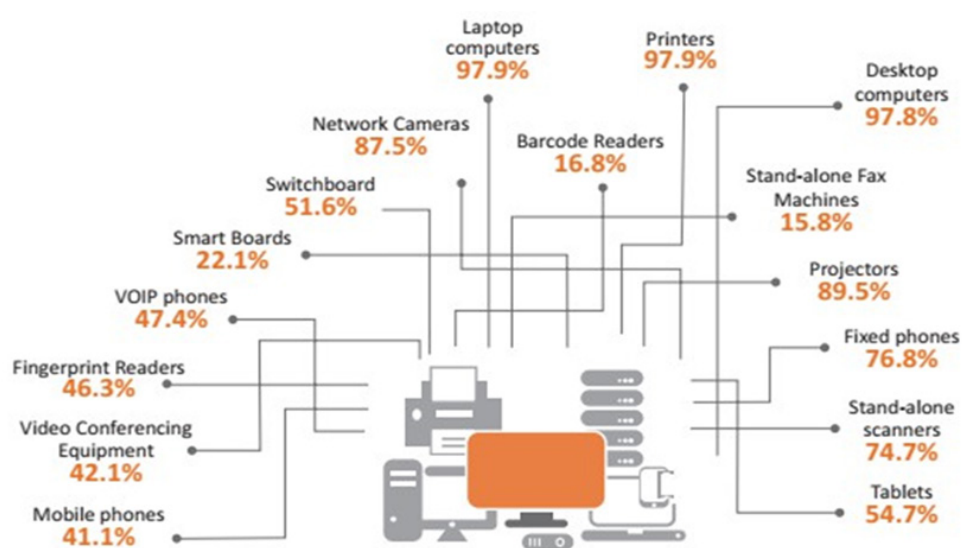 Laptop
computers
97.9%
Printers
97.9%
Desktop
computers
97.8%
Network Cameras
87.5%
Barcode Readers
16.8%
Stand-alone Fax
Machines
15.8%
Switchboard
51.6%
Smart Boards
22.1%
Projectors
89.5%
VOIP phones
47.4%
Fixed phones
76.8%
Fingerprint Readers
46.3%
Stand-alone
scanners
74.7%
Video Conferencing
Equipment
42.1%
Tablets
54.7%
Mobile phones
41.1%